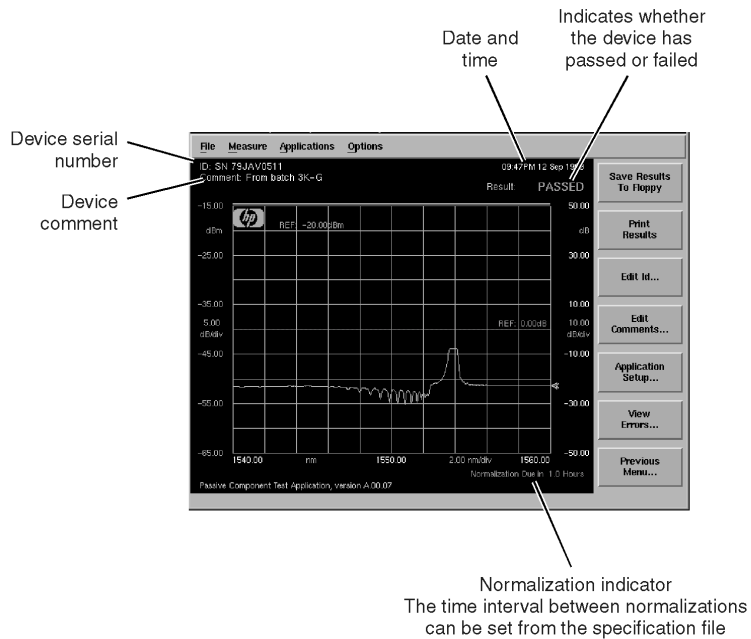 Indicates whether
the device has
passed or failed
Date and
time
Device serial
number
Device
comment
File Measure Applications Options
ID: SN 79JAV0511
09:47PM 12 Sep
Comment: From batch 3K-G
Result: PASSED
Save Results
To Floppy
Print
Results
Edit Id...
Edit
Comments...
Application
Setup...
View
Errors...
Previous
Menu...
hp
REF: -20.00dBm
-15.00
dBm
-25.00
-35.00
5.00
dB/div
-45.00
-55.00
-65.00
50.00
dB
30.00
10.00
REF: 0.00dB
10.00
dB/div
-10.00
-30.00
-50.00
1540.00 nm 1550.00 2.00 nm/div 1560.00
Normalization Due In 1.0 Hours
Passive Component Test Application, version A.00.07
Normalization indicator
The time interval between normalizations
can be set from the specification file